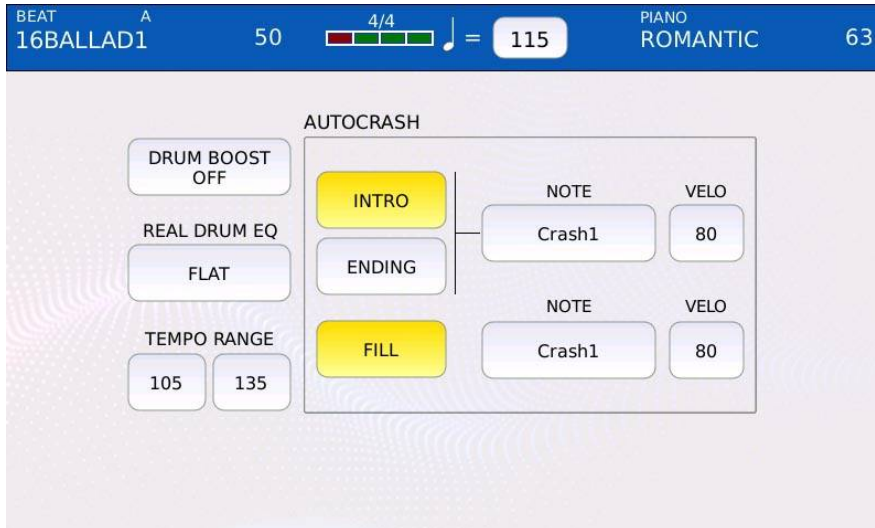 BEAT A
16BALLAD1 50
4/4
= 115
PIANO
ROMANTIC 63
AUTOCRASH
DRUM BOOST
OFF
REAL DRUM EQ
FLAT
TEMPO RANGE
105 135
INTRO
ENDING
NOTE VELO
Crash1 80
FILL
NOTE VELO
Crash1 80